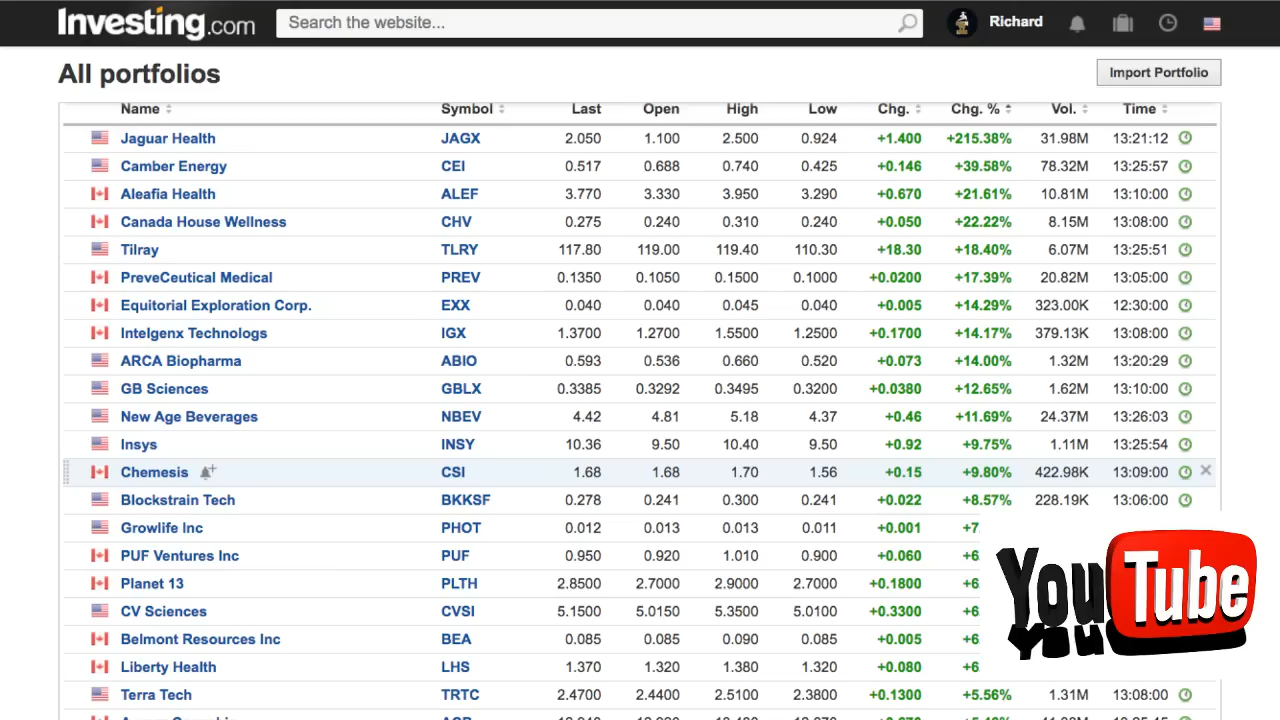 Investing.com Search the website... Richard
All portfolios Import Portfolio
Name Symbol Last Open High Low Chg. Chg. % Vol. Time
Jaguar Health JAGX 2.050 1.100 2.500 0.924 +1.400 +215.38% 31.98M 13:21:12
Camber Energy CEI 0.517 0.688 0.740 0.425 +0.146 +39.58% 78.32M 13:25:57
Aleafia Health ALEF 3.770 3.330 3.950 3.290 +0.670 +21.61% 10.81M 13:10:00
Canada House Wellness CHV 0.275 0.240 0.310 0.240 +0.050 +22.22% 8.15M 13:08:00
Tilray TLRY 117.80 119.00 119.40 110.30 +18.30 +18.40% 6.07M 13:25:51
PreveCeutical Medical PREV 0.1350 0.1050 0.1500 0.1000 +0.0200 +17.39% 20.82M 13:05:00
Equitorial Exploration Corp. EXX 0.040 0.040 0.045 0.040 +0.005 +14.29% 323.00K 12:30:00
Intelgenx Technologs IGX 1.3700 1.2700 1.5500 1.2500 +0.1700 +14.17% 379.13K 13:08:00
ARCA Biopharma ABIO 0.593 0.536 0.660 0.520 +0.073 +14.00% 1.32M 13:20:29
GB Sciences GBLX 0.3385 0.3292 0.3495 0.3200 +0.0380 +12.65% 1.62M 13:10:00
New Age Beverages NBEV 4.42 4.81 5.18 4.37 +0.46 +11.69% 24.37M 13:26:03
Insys INSY 10.36 9.50 10.40 9.50 +0.92 +9.75% 1.11M 13:25:54
Chemesis CSI 1.68 1.68 1.70 1.56 +0.15 +9.80% 422.98K 13:09:00
Blockstrain Tech BKKSF 0.278 0.241 0.300 0.241 +0.022 +8.57% 228.19K 13:06:00
Growlife Inc PHOT 0.012 0.013 0.013 0.011 +0.001 +7
PUF Ventures Inc PUF 0.950 0.920 1.010 0.900 +0.060 +6
Planet 13 PLTH 2.8500 2.7000 2.9000 2.7000 +0.1800 +6
CV Sciences CVSI 5.1500 5.0150 5.3500 5.0100 +0.3300 +6
Belmont Resources Inc BEA 0.085 0.085 0.090 0.085 +0.005 +6
Liberty Health LHS 1.370 1.320 1.380 1.320 +0.080 +6
YouTube
Terra Tech TRTC 2.4700 2.4400 2.5100 2.3800 +0.1300 +5.56% 1.31M 13:08:00